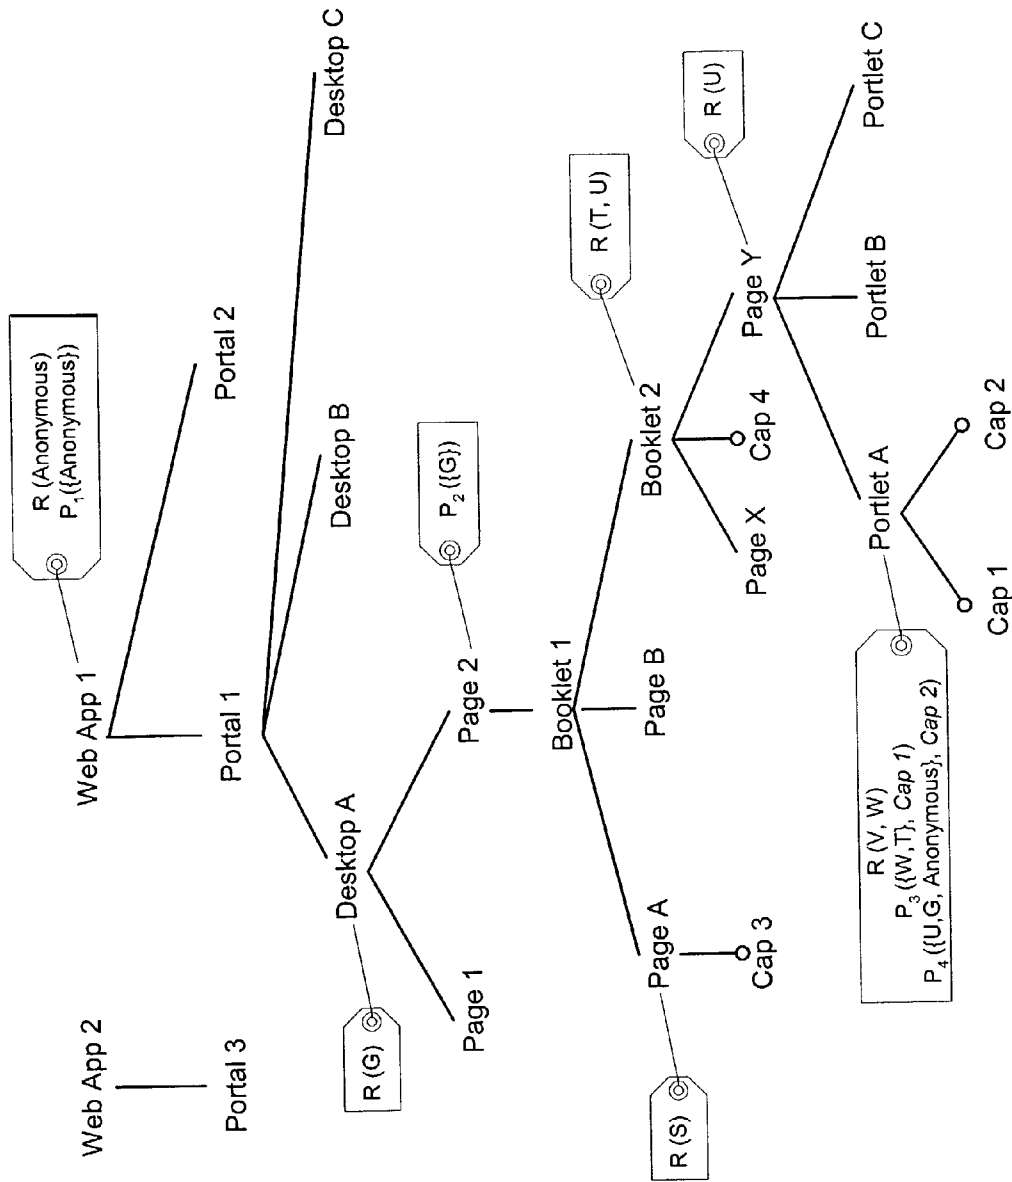 Web App 2
Portal 3
Web App 1
R (Anonymous)
P1({Anonymous})
Portal 1
Portal 2
R (G)
Desktop A
Desktop B
Desktop C
Page 1
Page 2
P2 ({G})
Booklet 1
R (S)
Page A
Cap 3
Page B
Booklet 2
R (T, U)
Page X
Cap 4
Page Y
R (U)
R (V, W)
P3 ({W,T}, Cap 1)
P4 ({U,G, Anonymous}, Cap 2)
Portlet A
Portlet B
Portlet C
Cap 1
Cap 2